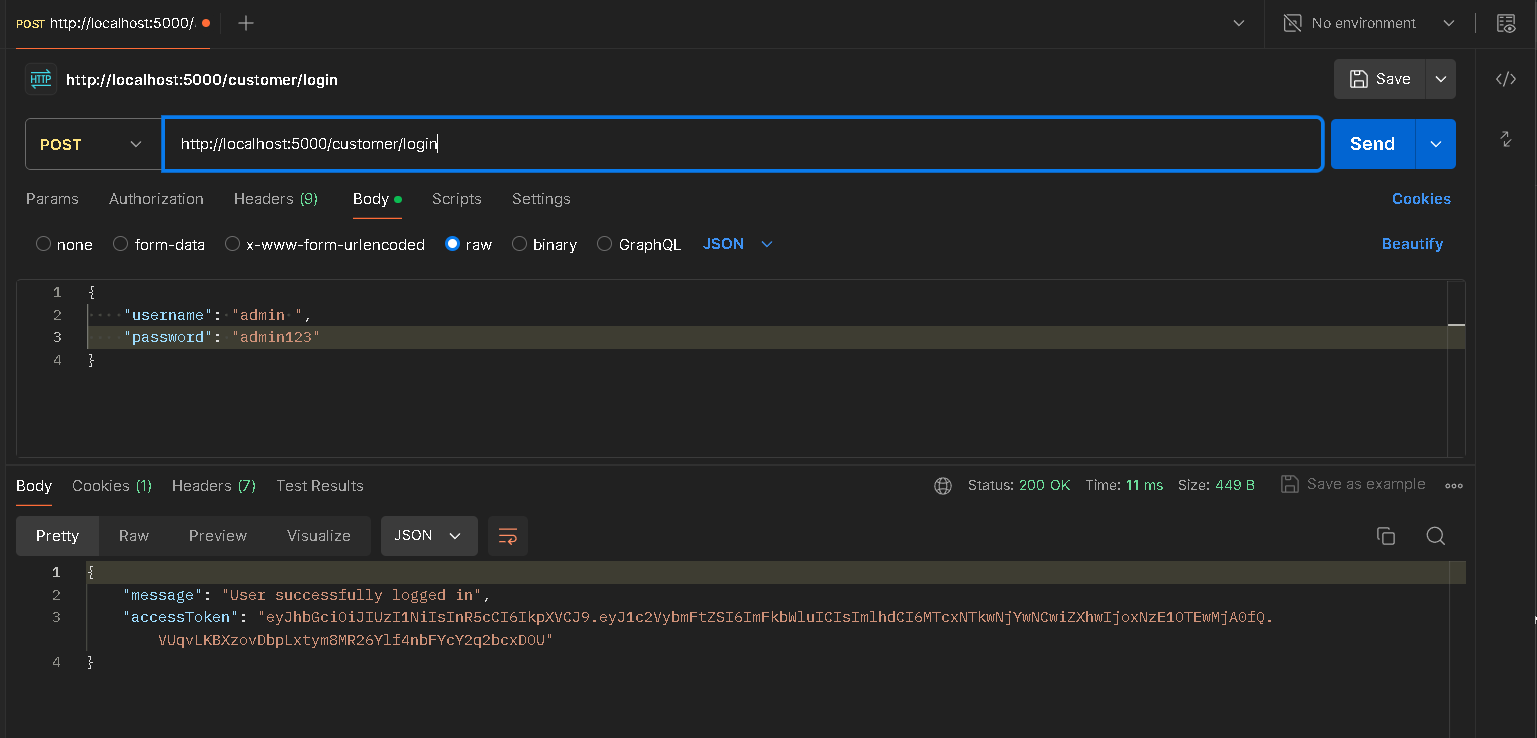 POST http://localhost:5000/
No environment
HTTP http://localhost:5000/customer/login
Save
POST http://localhost:5000/customer/login Send
Params Authorization Headers (9) Body Scripts Settings Cookies
none form-data x-www-form-urlencoded raw binary GraphQL JSON Beautify
1 {
2 "username": "admin ",
3 "password": "admin123"
4 }
Body Cookies (1) Headers (7) Test Results Status: 200 OK Time: 11 ms Size: 449 B Save as example
Pretty Raw Preview Visualize JSON
1 {
2 "message": "User successfully logged in",
3 "accessToken": "eyJhbGciOiJIUzI1NiIsInR5cCI6IkpXVCJ9.eyJ1c2VybmFtZSI6ImFkbWluICIsImlhdCI6MTcxNTkwNjYwNCwiZXhwIjoxNzE1OTEwMjA0fQ.
VUqvLKBXzovDbpLxtym8MR26Ylf4nbFYcY2q2bcxDOU"
4 }